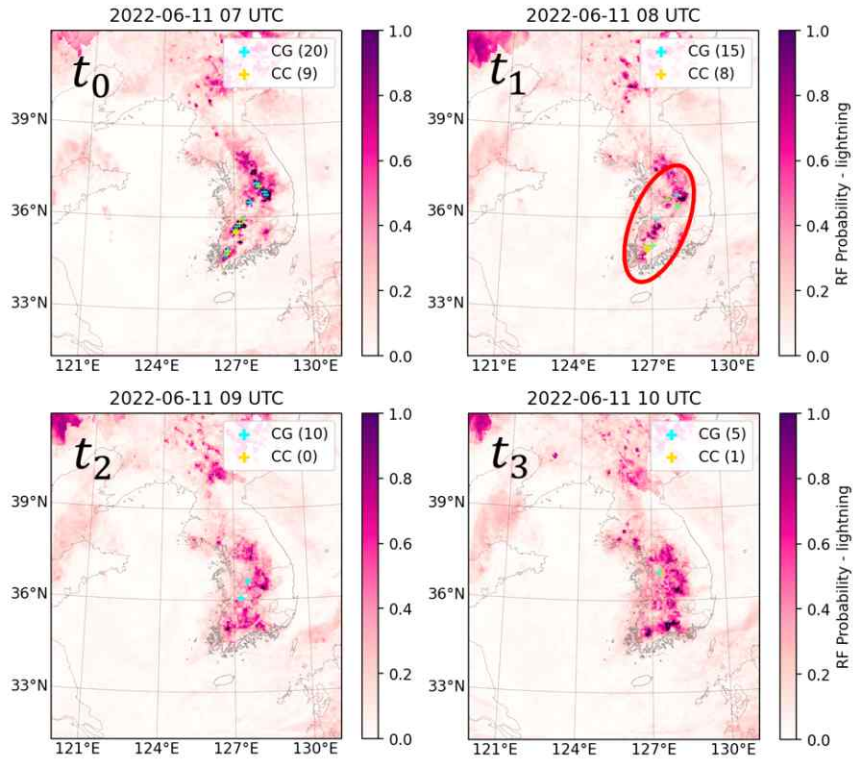 2022-06-11 07 UTC
t0
CG (20)
CC (9)
39°N
36°N
33°N
121°E 124°E 127°E 130°E
1.0
0.8
0.6
0.4
0.2
0.0
2022-06-11 08 UTC
t1
CG (15)
CC (8)
39°N
36°N
33°N
121°E 124°E 127°E 130°E
1.0
0.8
0.6
0.4
0.2
0.0
RF Probability - lightning
2022-06-11 09 UTC
t2
CG (10)
CC (0)
39°N
36°N
33°N
121°E 124°E 127°E 130°E
1.0
0.8
0.6
0.4
0.2
0.0
2022-06-11 10 UTC
t3
CG (5)
CC (1)
39°N
36°N
33°N
121°E 124°E 127°E 130°E
1.0
0.8
0.6
0.4
0.2
0.0
RF Probability - lightning